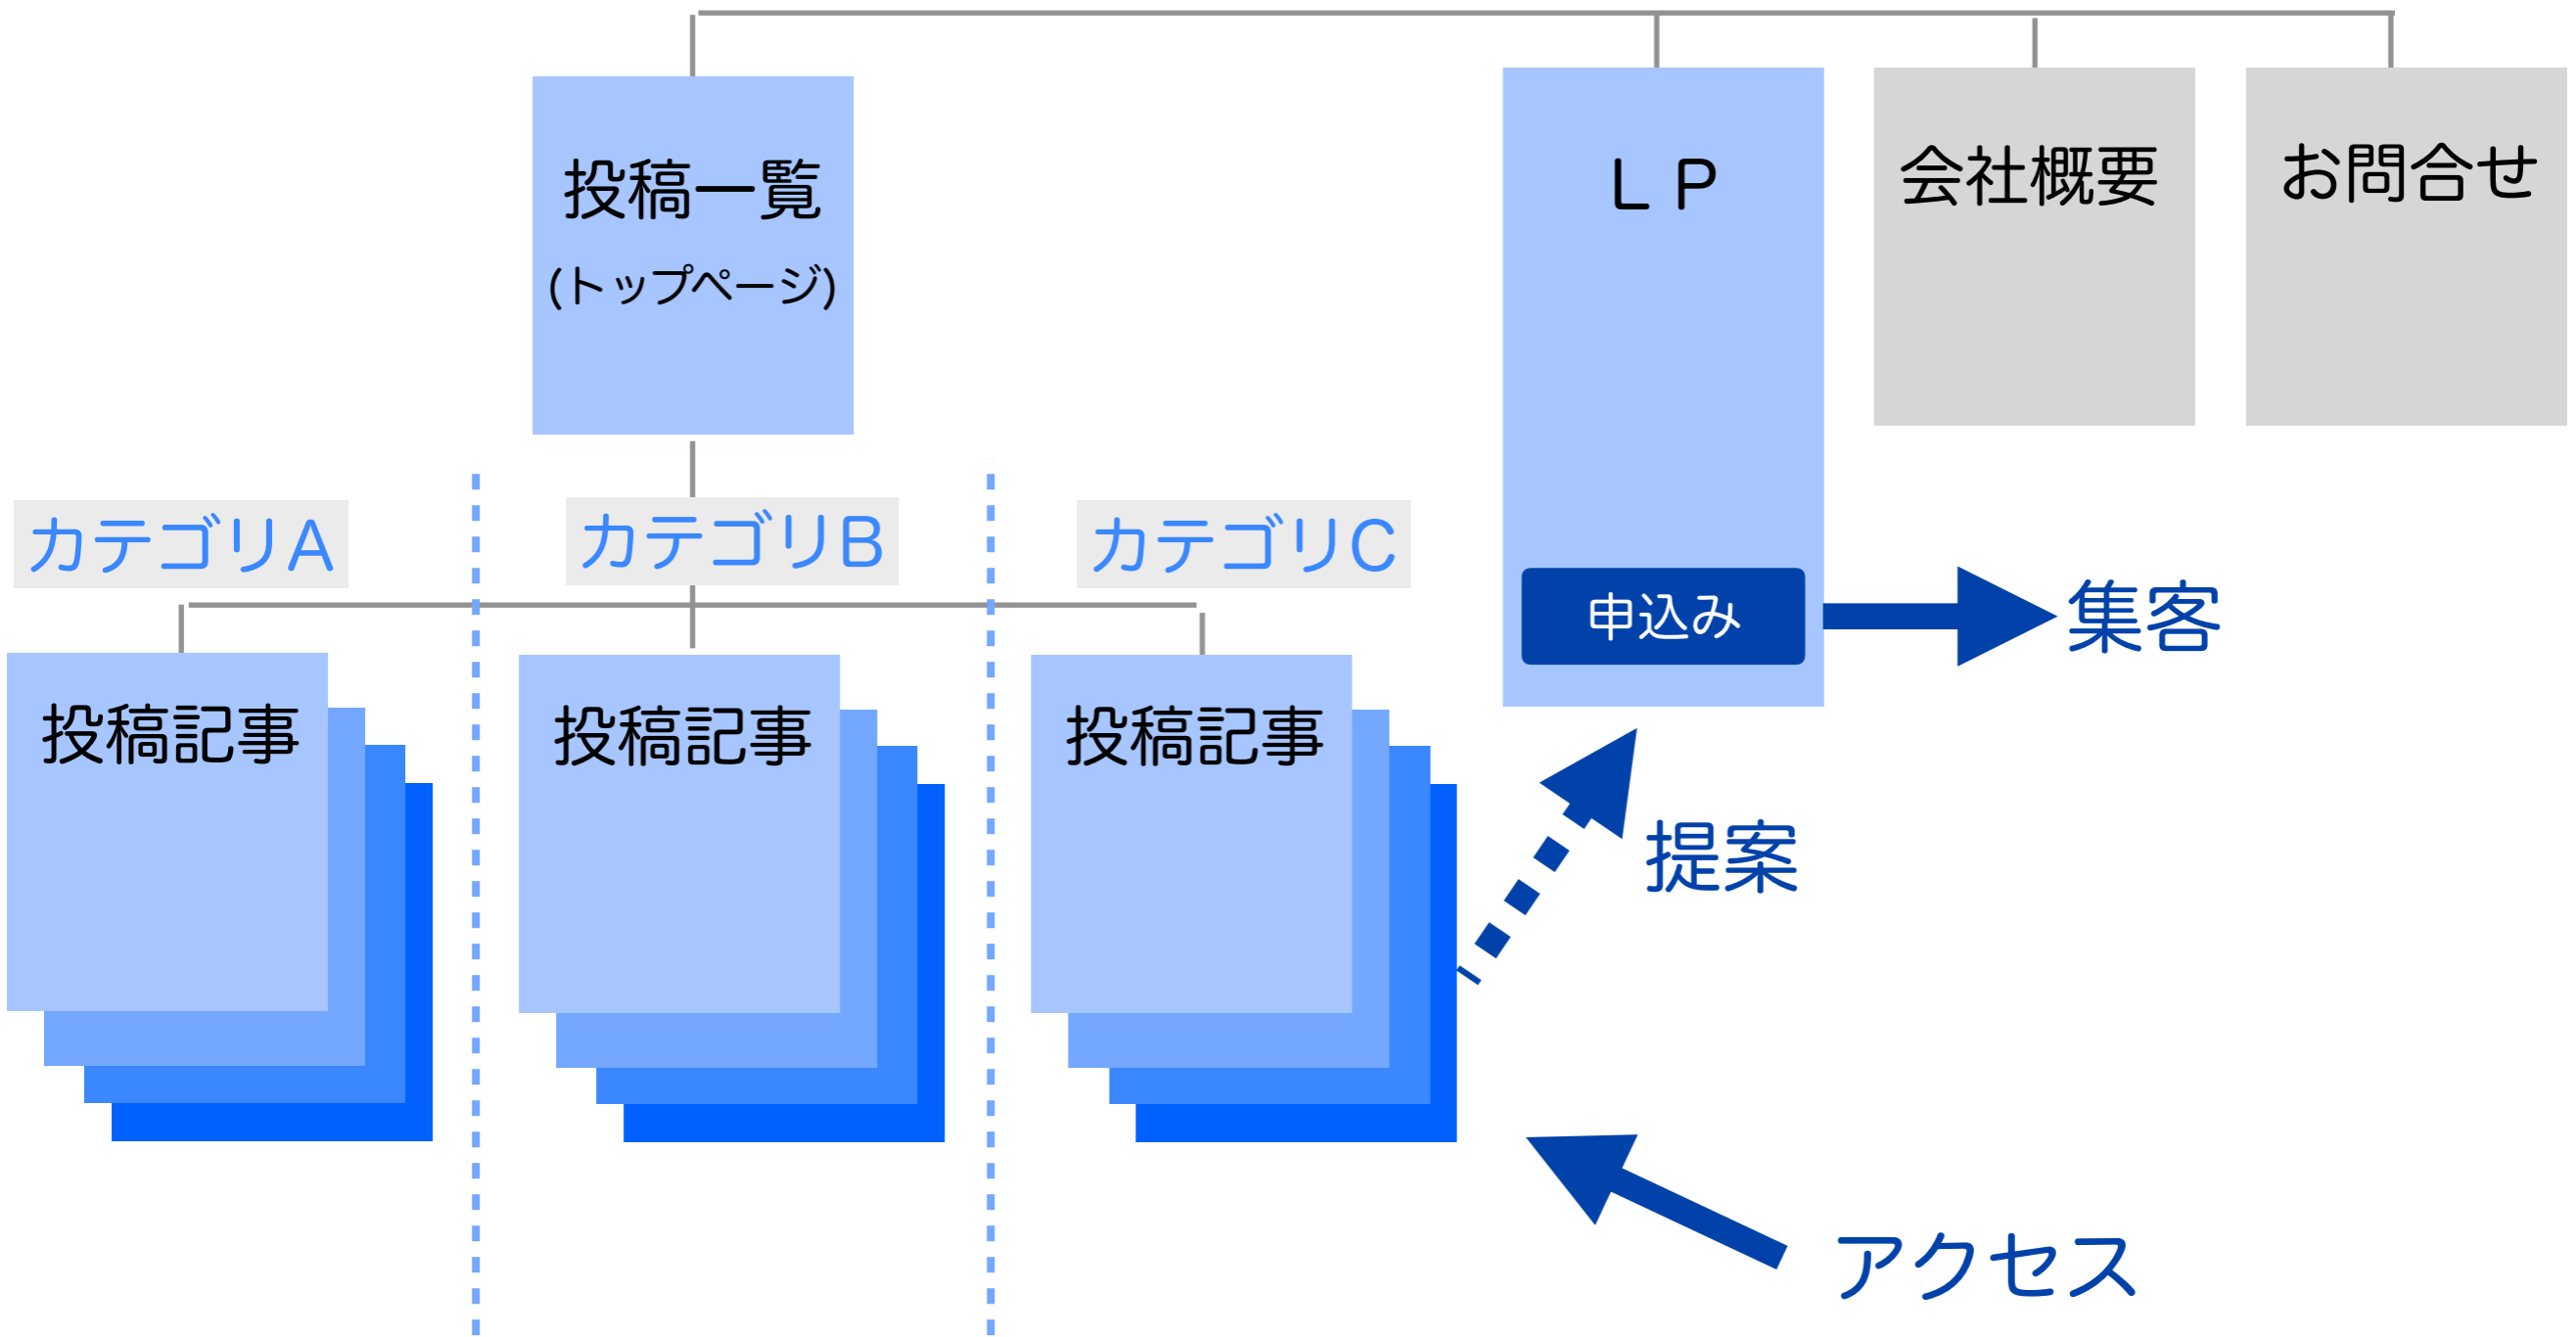 投稿一覧
(トップページ)
LP
会社概要
お問合せ
カテゴリA
カテゴリB
カテゴリC
申込み
集客
投稿記事
投稿記事
投稿記事
提案
アクセス